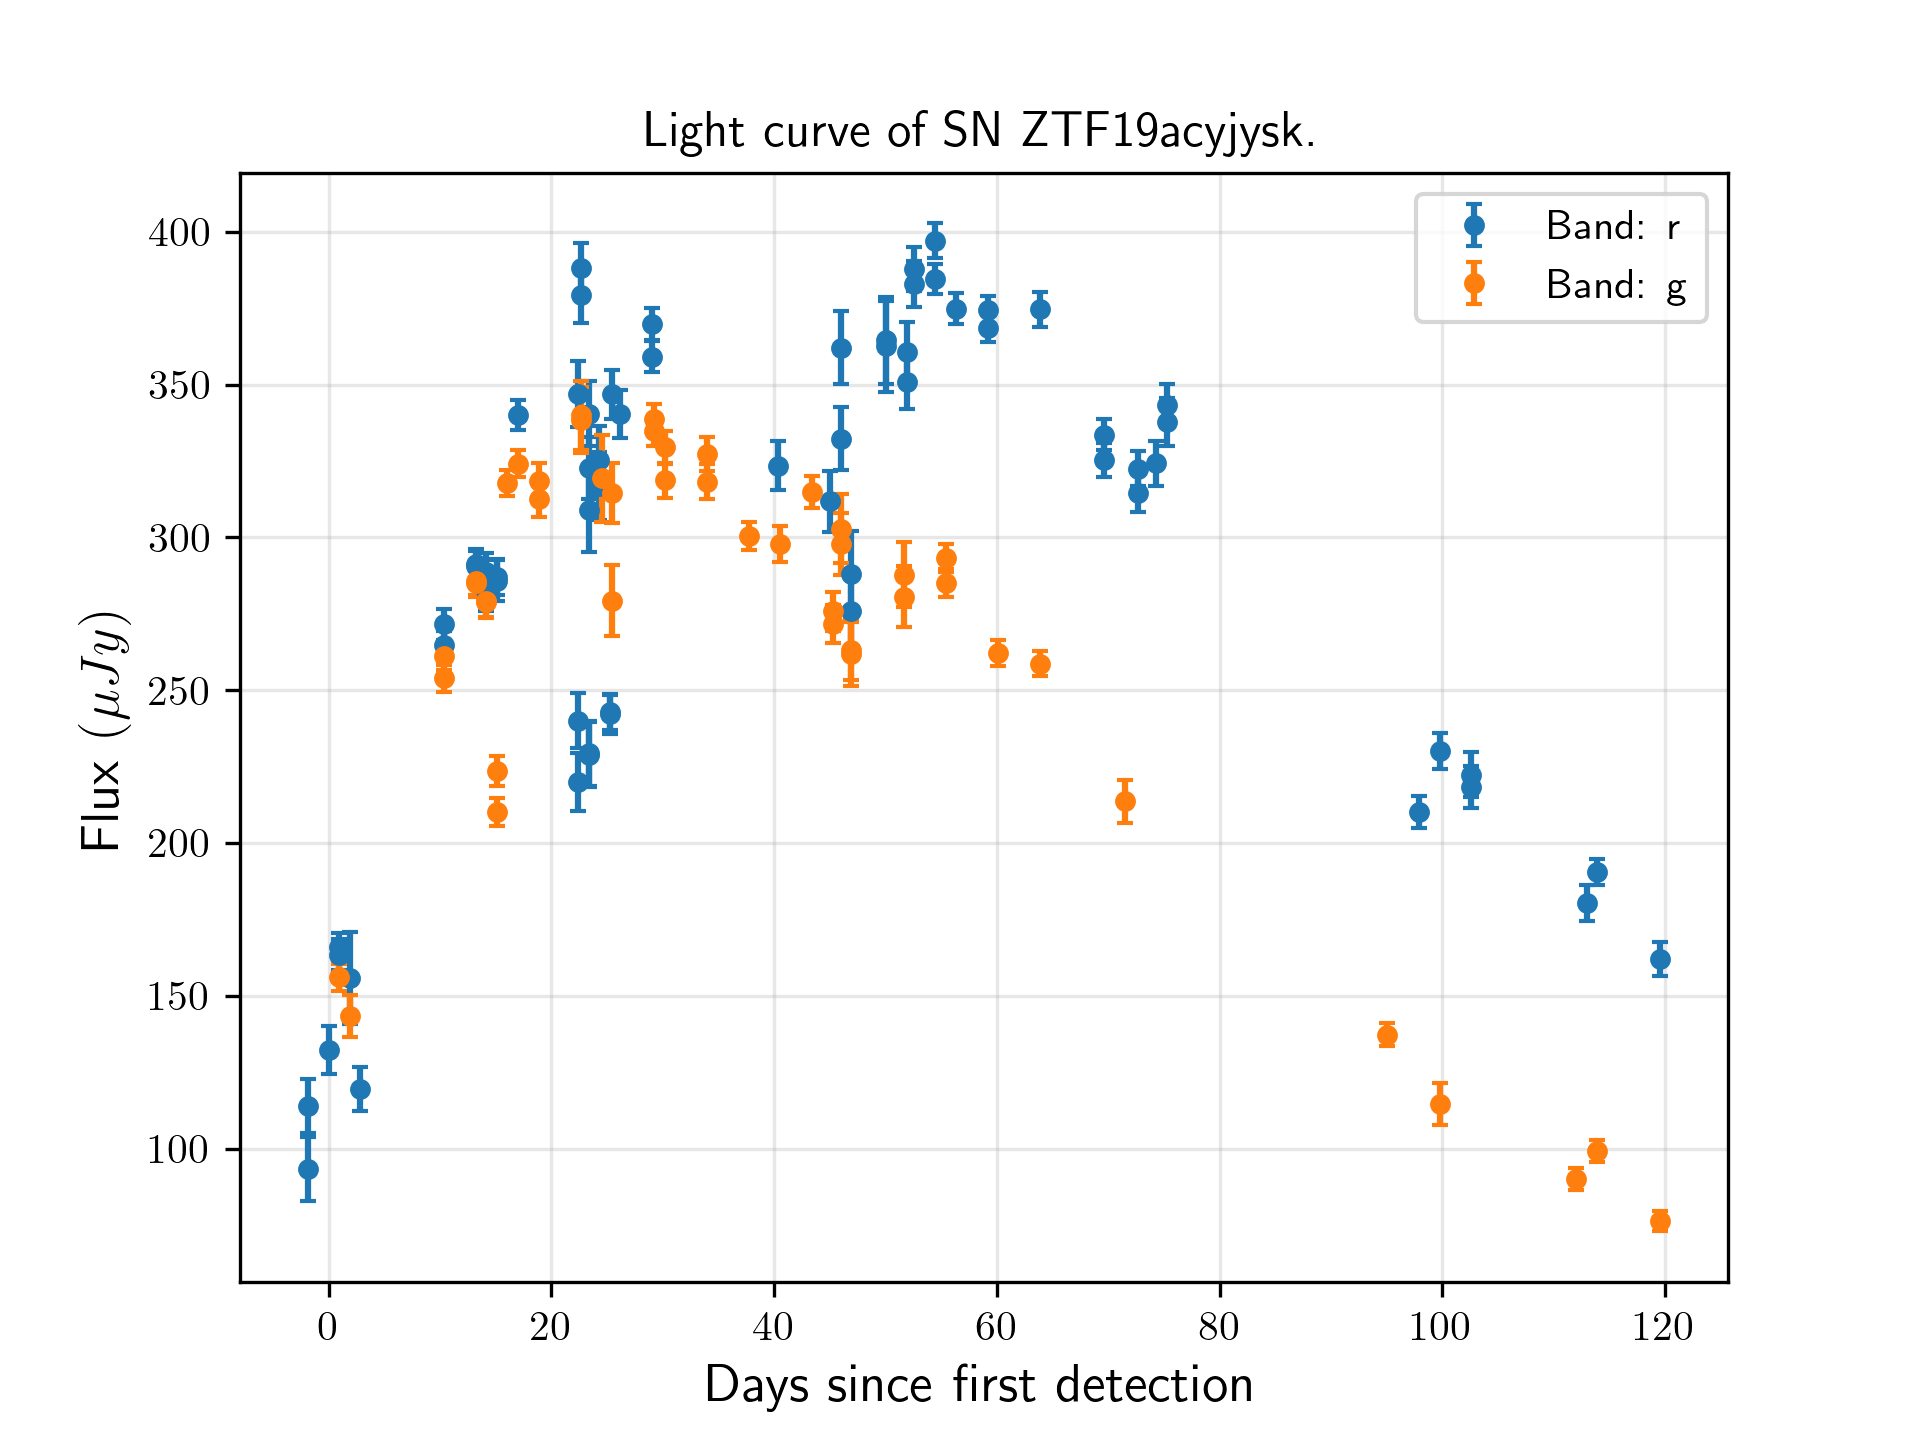 Light curve of SN ZTF19acyjysk.
Band: r
Band: g
400
350
300
250
200
150
100
Flux (μJy)
0 20 40 60 80 100 120
Days since first detection